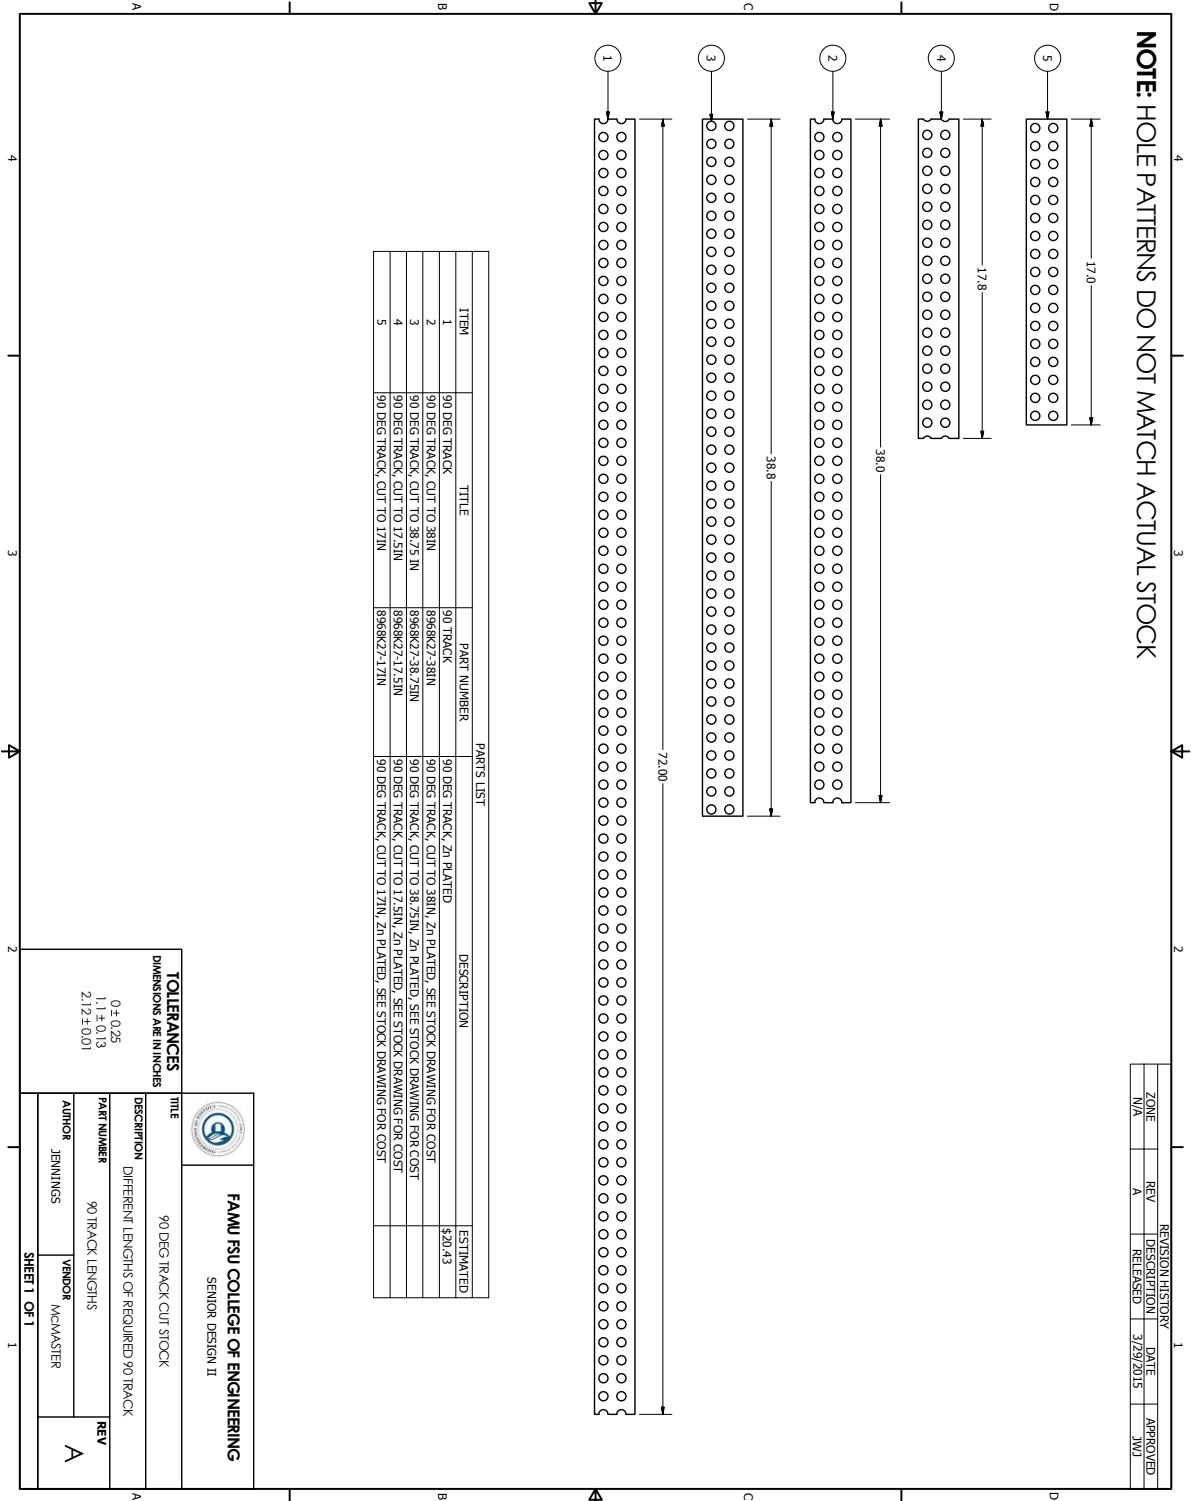 NOTE: HOLE PATTERNS DO NOT MATCH ACTUAL STOCK
REVISION HISTORY
ZONE REV DESCRIPTION DATE APPROVED
N/A A RELEASED 3/29/2015 JWJ
4 3 2 1
D
C
B
A
D
C
B
A
5
17.0
4
17.8
2
38.0
3
38.8
1
72.00
PARTS LIST
ITEM TITLE PART NUMBER DESCRIPTION ESTIMATED
1 90 DEG TRACK 90 TRACK 90 DEG TRACK, Zn PLATED $20.43
2 90 DEG TRACK, CUT TO 38IN 8968K27-38IN 90 DEG TRACK, CUT TO 38IN, Zn PLATED, SEE STOCK DRAWING FOR COST
3 90 DEG TRACK, CUT TO 38.75 IN 8968K27-38.75IN 90 DEG TRACK, CUT TO 38.75IN, Zn PLATED, SEE STOCK DRAWING FOR COST
4 90 DEG TRACK, CUT TO 17.5IN 8968K27-17.5IN 90 DEG TRACK, CUT TO 17.5IN, Zn PLATED, SEE STOCK DRAWING FOR COST
5 90 DEG TRACK, CUT TO 17IN 8968K27-17IN 90 DEG TRACK, CUT TO 17IN, Zn PLATED, SEE STOCK DRAWING FOR COST
FAMU FSU COLLEGE OF ENGINEERING
SENIOR DESIGN II
TOLLERANCES
DIMENSIONS ARE IN INCHES
0 ± 0.25
1.1 ± 0.13
2.12 ± 0.01
TITLE
90 DEG TRACK CUT STOCK
DESCRIPTION
DIFFERENT LENGTHS OF REQUIRED 90 TRACK
PART NUMBER
90 TRACK LENGTHS
REV
A
AUTHOR JENNINGS
VENDOR McMASTER
SHEET 1 OF 1
4 3 2 1